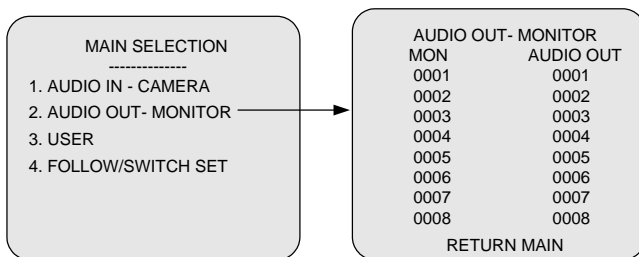 MAIN SELECTION
--------------
1. AUDIO IN - CAMERA
2. AUDIO OUT- MONITOR
3. USER
4. FOLLOW/SWITCH SET
AUDIO OUT- MONITOR
MON AUDIO OUT
0001 0001
0002 0002
0003 0003
0004 0004
0005 0005
0006 0006
0007 0007
0008 0008
RETURN MAIN